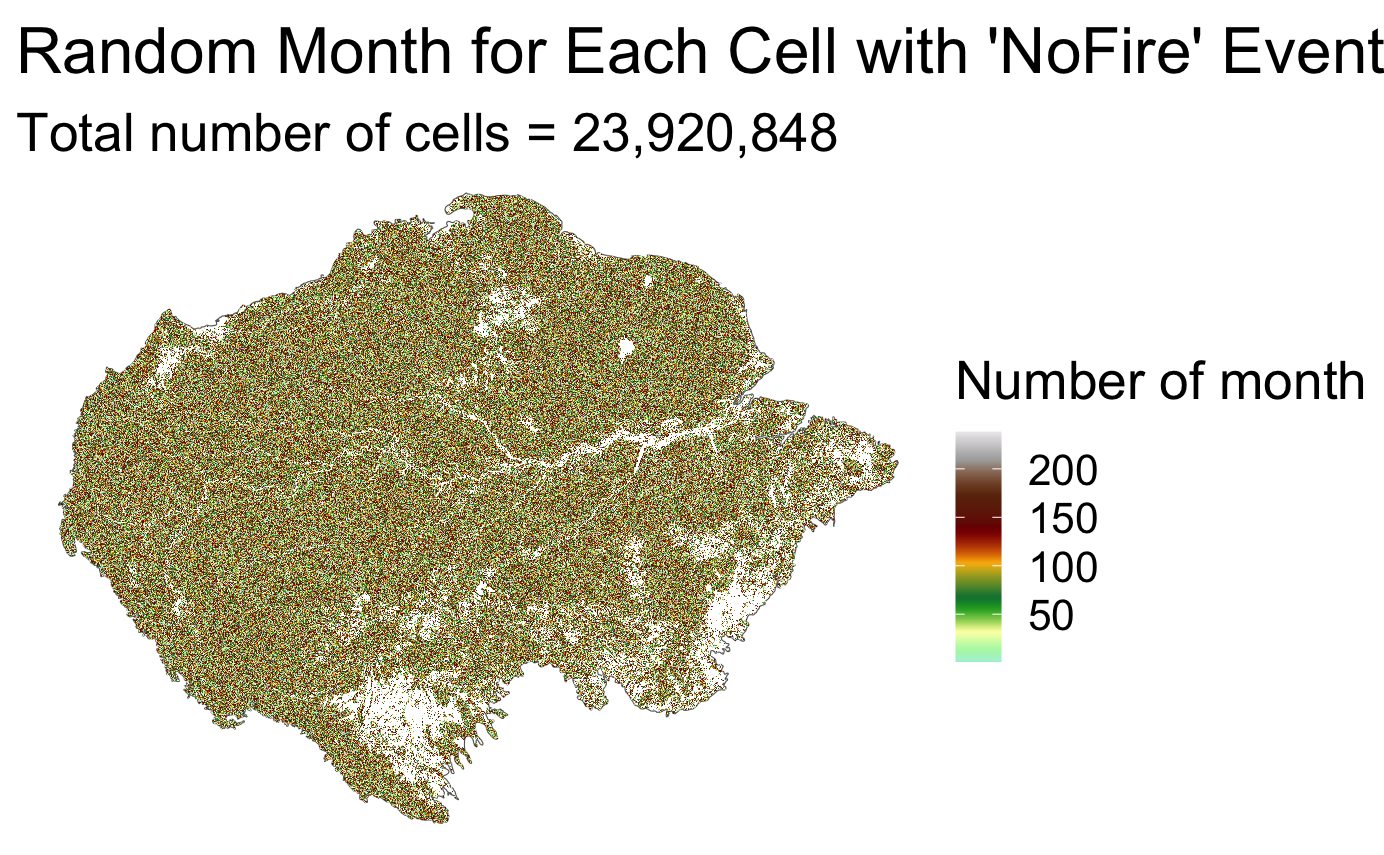 Random Month for Each Cell with 'NoFire' Event
Total number of cells = 23,920,848
Number of month
200
150
100
50